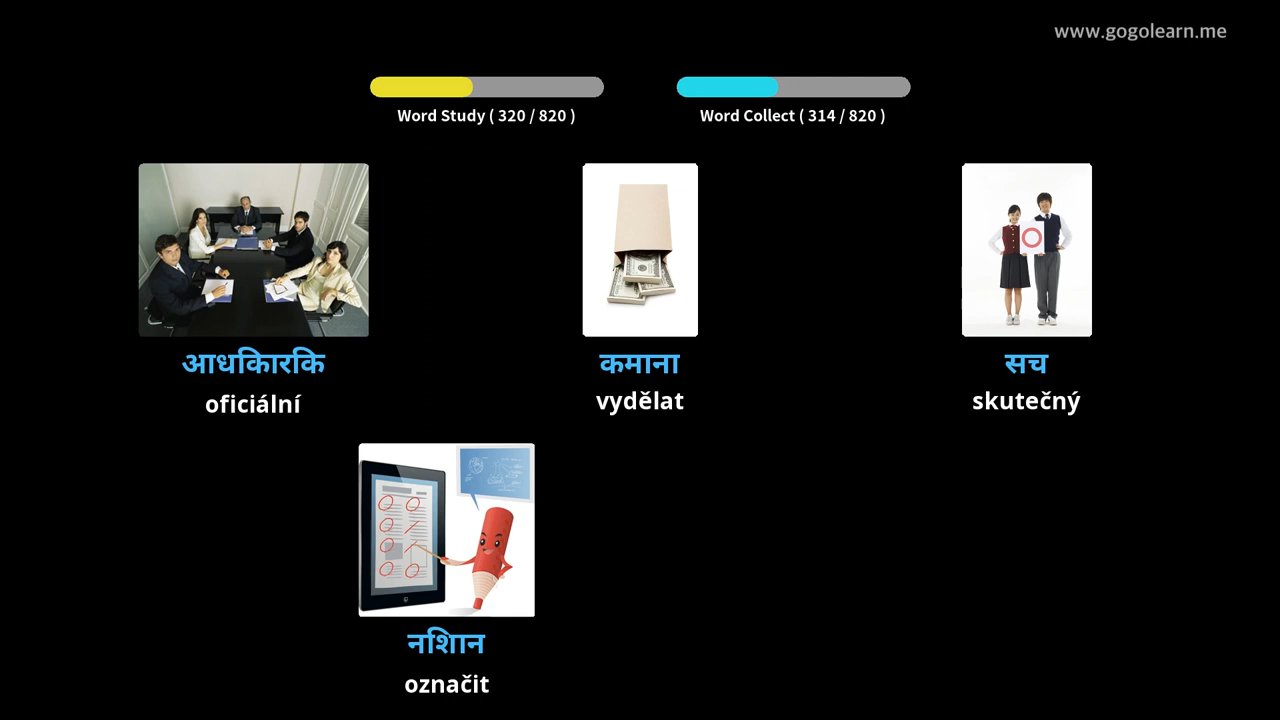 www.gogolearn.me
Word Study ( 320 / 820 )
Word Collect ( 314 / 820 )
आधकिारकि
कमाना
सच
oficiální
vydělat
skutečný
नशिान
označit